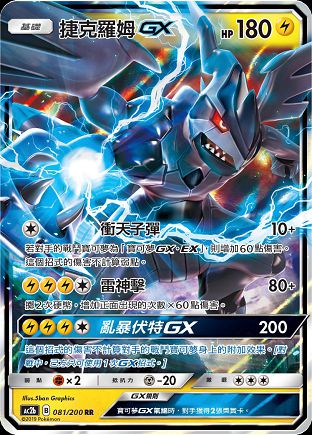 基礎 捷克羅姆GX HP 180
衝天子彈 10+
若對手的戰鬥寶可夢為「寶可夢GX・EX」,則增加60點傷害。
這個招式的傷害不計算弱點。
雷神擊 80+
擲2次硬幣,增加正面出現的次數×60點傷害。
亂暴伏特GX 200
這個招式的傷害不計算對手的戰鬥寶可夢身上的附加效果。[對
戰中,己方只可使用1次GX招式。]
弱點 ×2 抵抗力 -20 撤退
Illus.5ban Graphics
GX規則
AC2b B 081/200 RR
寶可夢GX氣絕時,對手獲得2張獎賞卡。
©2019 Pokémon